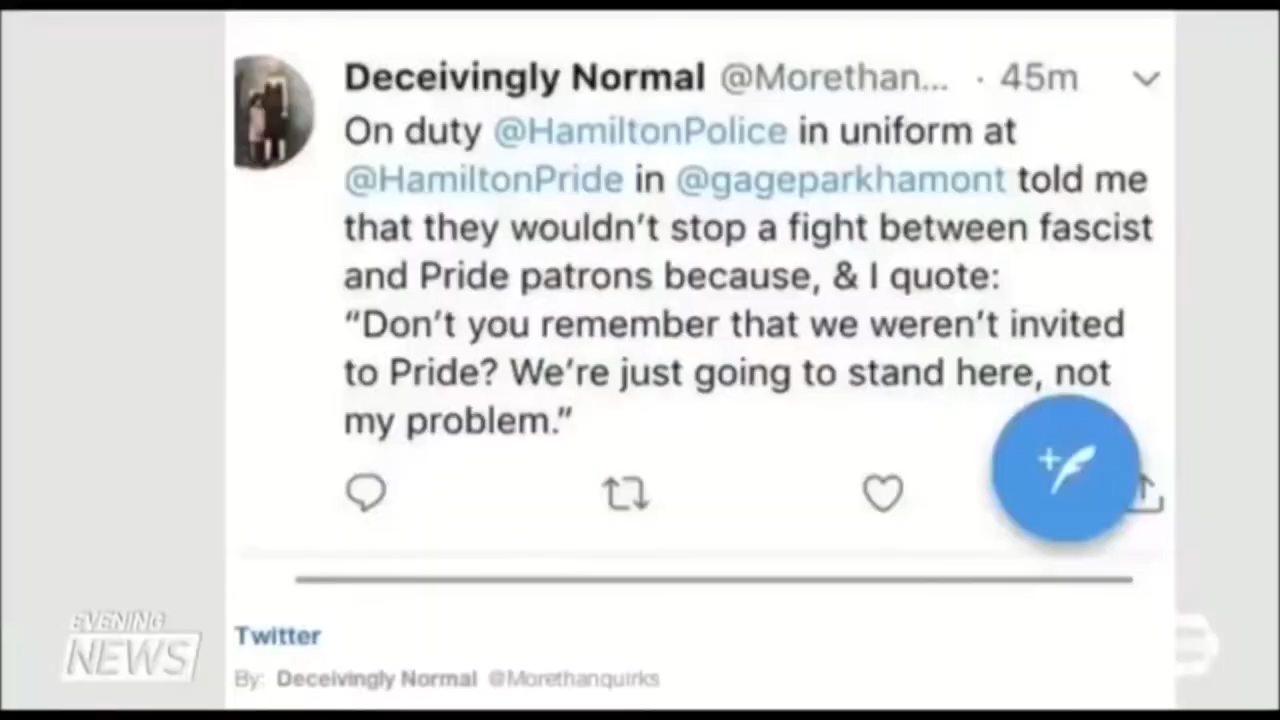 Deceivingly Normal @Morethan... · 45m
On duty @HamiltonPolice in uniform at
@HamiltonPride in @gageparkhamont told me
that they wouldn't stop a fight between fascist
and Pride patrons because, & I quote:
“Don't you remember that we weren't invited
to Pride? We're just going to stand here, not
my problem.”
Twitter
By: Deceivingly Normal @Morethanquirks
EVENING
NEWS